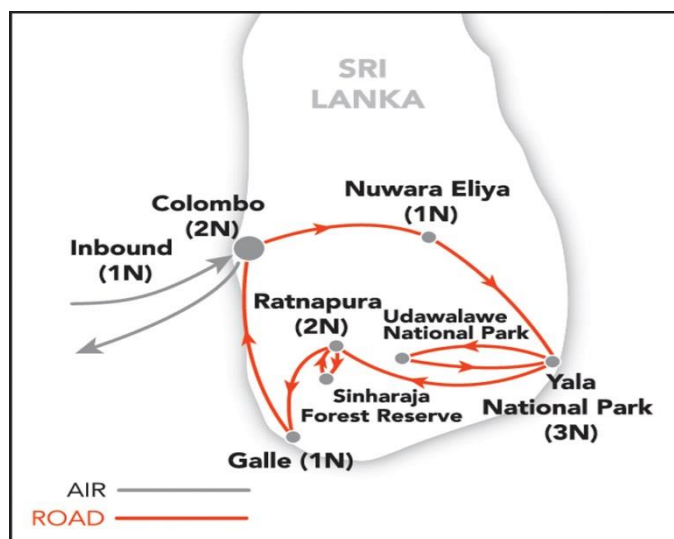 SRI
LANKA
Nuwara Eliya
(1N)
Colombo
(2N)
Inbound
(1N)
Ratnapura
(2N)
Udawalawe
National Park
Sinharaja
Forest Reserve
Yala
National Park
(3N)
Galle (1N)
AIR
ROAD